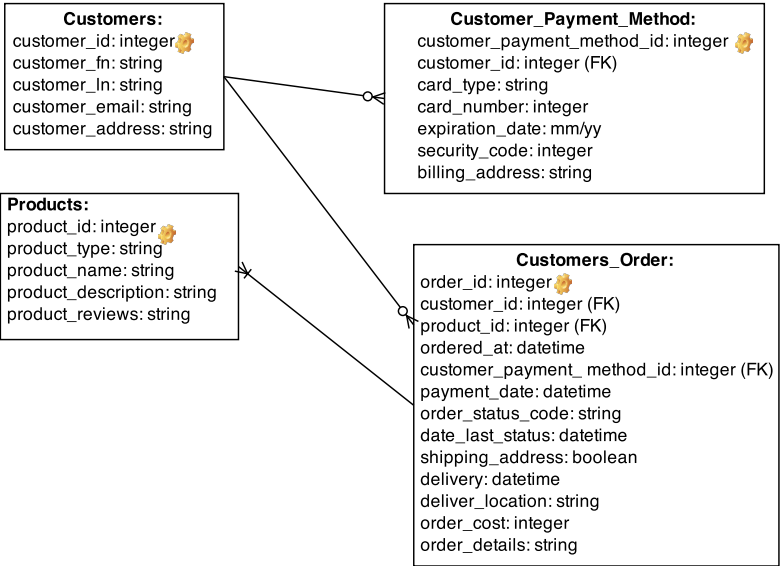 Customers:
customer_id: integer
customer_fn: string
customer_ln: string
customer_email: string
customer_address: string
Customer_Payment_Method:
customer_payment_method_id: integer
customer_id: integer (FK)
card_type: string
card_number: integer
expiration_date: mm/yy
security_code: integer
billing_address: string
Products:
product_id: integer
product_type: string
product_name: string
product_description: string
product_reviews: string
Customers_Order:
order_id: integer
customer_id: integer (FK)
product_id: integer (FK)
ordered_at: datetime
customer_payment_ method_id: integer (FK)
payment_date: datetime
order_status_code: string
date_last_status: datetime
shipping_address: boolean
delivery: datetime
deliver_location: string
order_cost: integer
order_details: string